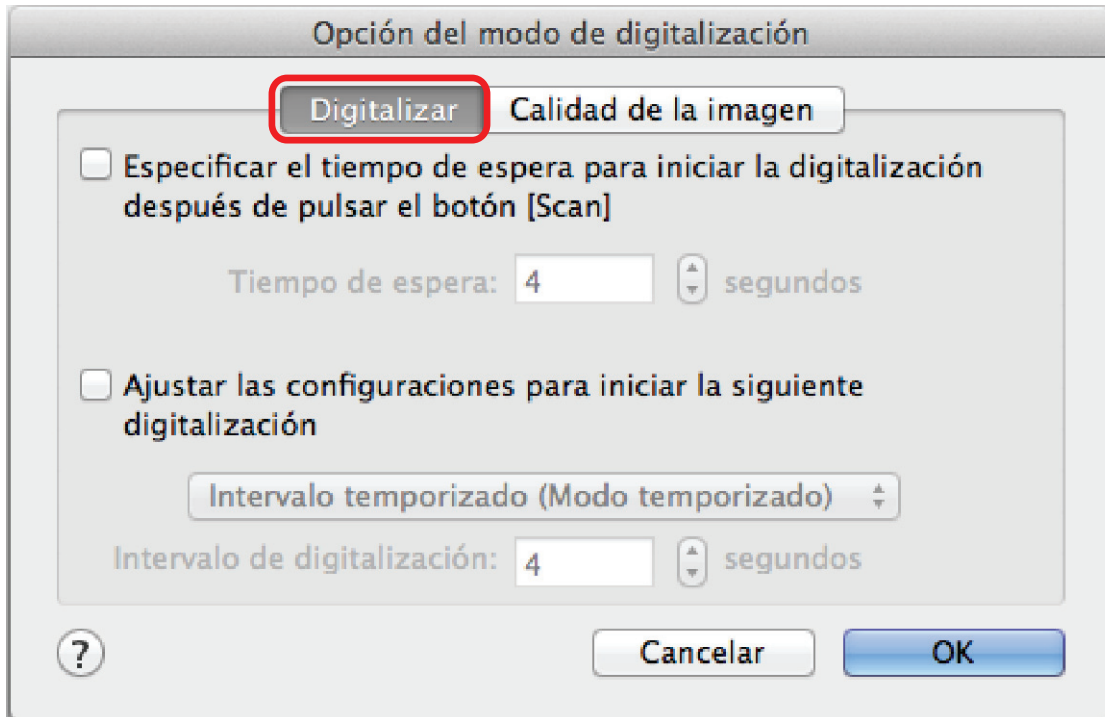 Opción del modo de digitalización
Digitalizar
Calidad de la imagen
Especificar el tiempo de espera para iniciar la digitalización
después de pulsar el botón [Scan]
Tiempo de espera: 4 segundos
Ajustar las configuraciones para iniciar la siguiente
digitalización
Intervalo temporizado (Modo temporizado)
Intervalo de digitalización: 4 segundos
? Cancelar OK